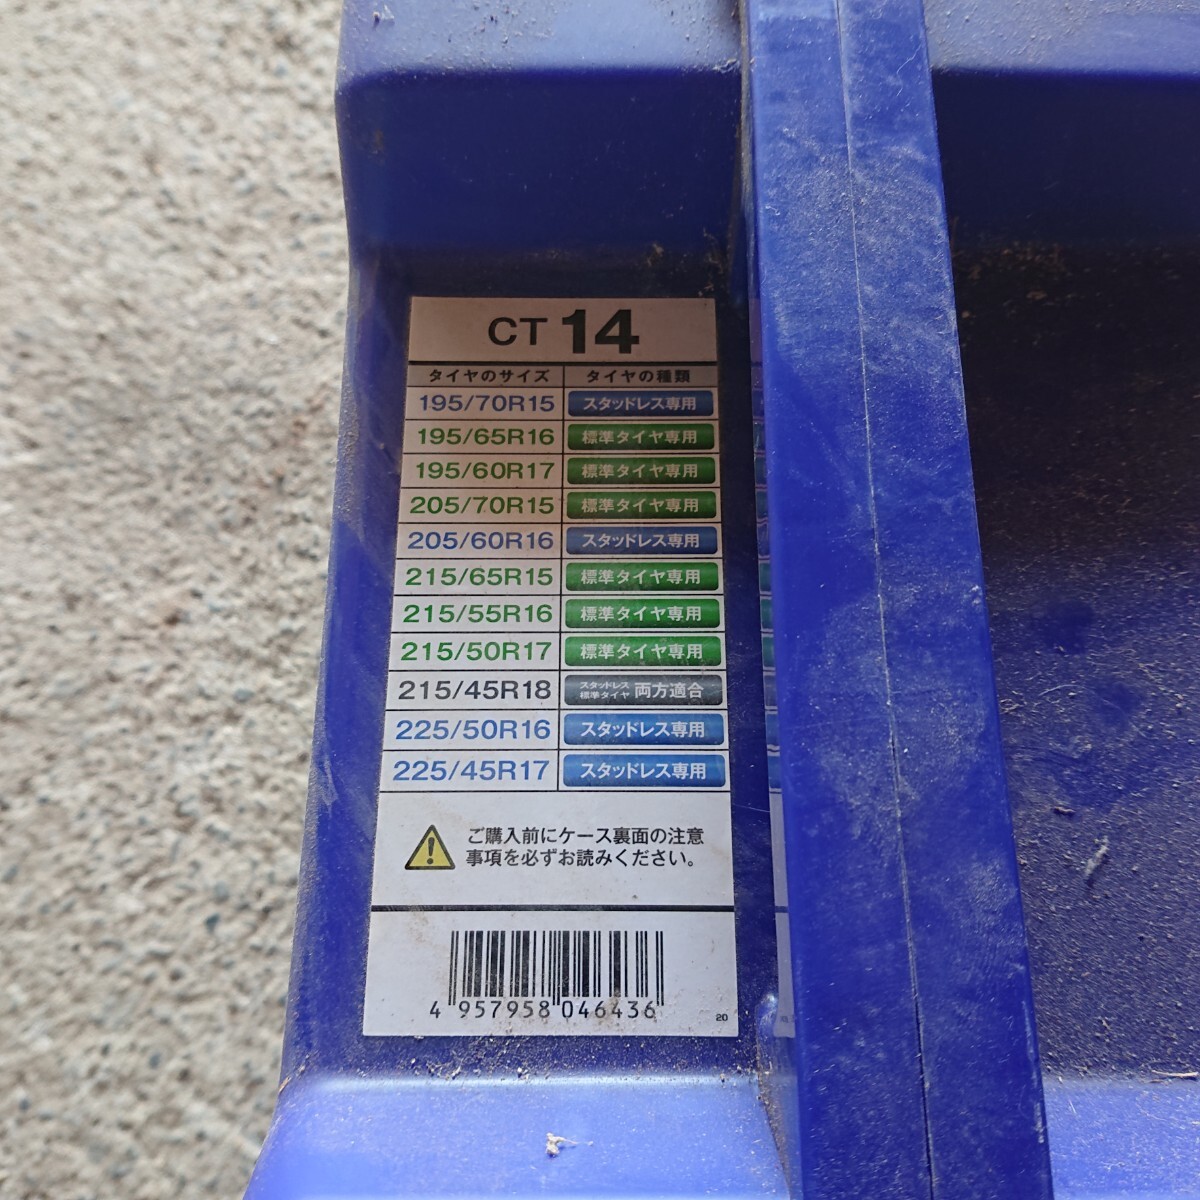 CT 14
タイヤのサイズ タイヤの種類
195/70R15 スタッドレス専用
195/65R16 標準タイヤ専用
195/60R17 標準タイヤ専用
205/70R15 標準タイヤ専用
205/60R16 スタッドレス専用
215/65R15 標準タイヤ専用
215/55R16 標準タイヤ専用
215/50R17 標準タイヤ専用
215/45R18 スタッドレス 標準タイヤ 両方適合
225/50R16 スタッドレス専用
225/45R17 スタッドレス専用
ご購入前にケース裏面の注意
事項を必ずお読みください。
4 957958 046436
20